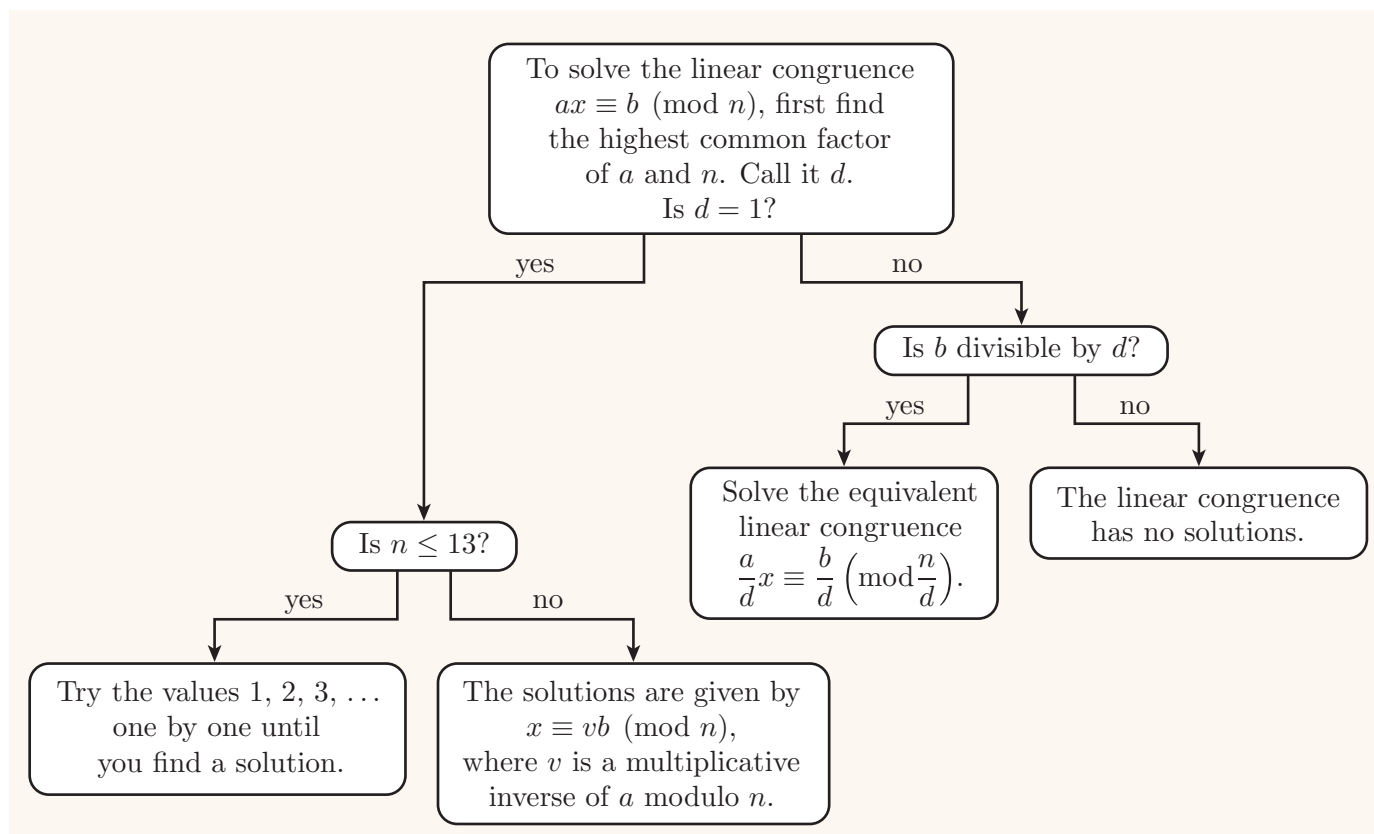 To solve the linear congruence
ax ≡ b (mod n), first find
the highest common factor
of a and n. Call it d.
Is d = 1?
yes
no
Is b divisible by d?
yes
no
Solve the equivalent
linear congruence
a/d x ≡ b/d (mod n/d).
The linear congruence
has no solutions.
Is n ≤ 13?
yes
no
Try the values 1, 2, 3, ...
one by one until
you find a solution.
The solutions are given by
x ≡ vb (mod n),
where v is a multiplicative
inverse of a modulo n.